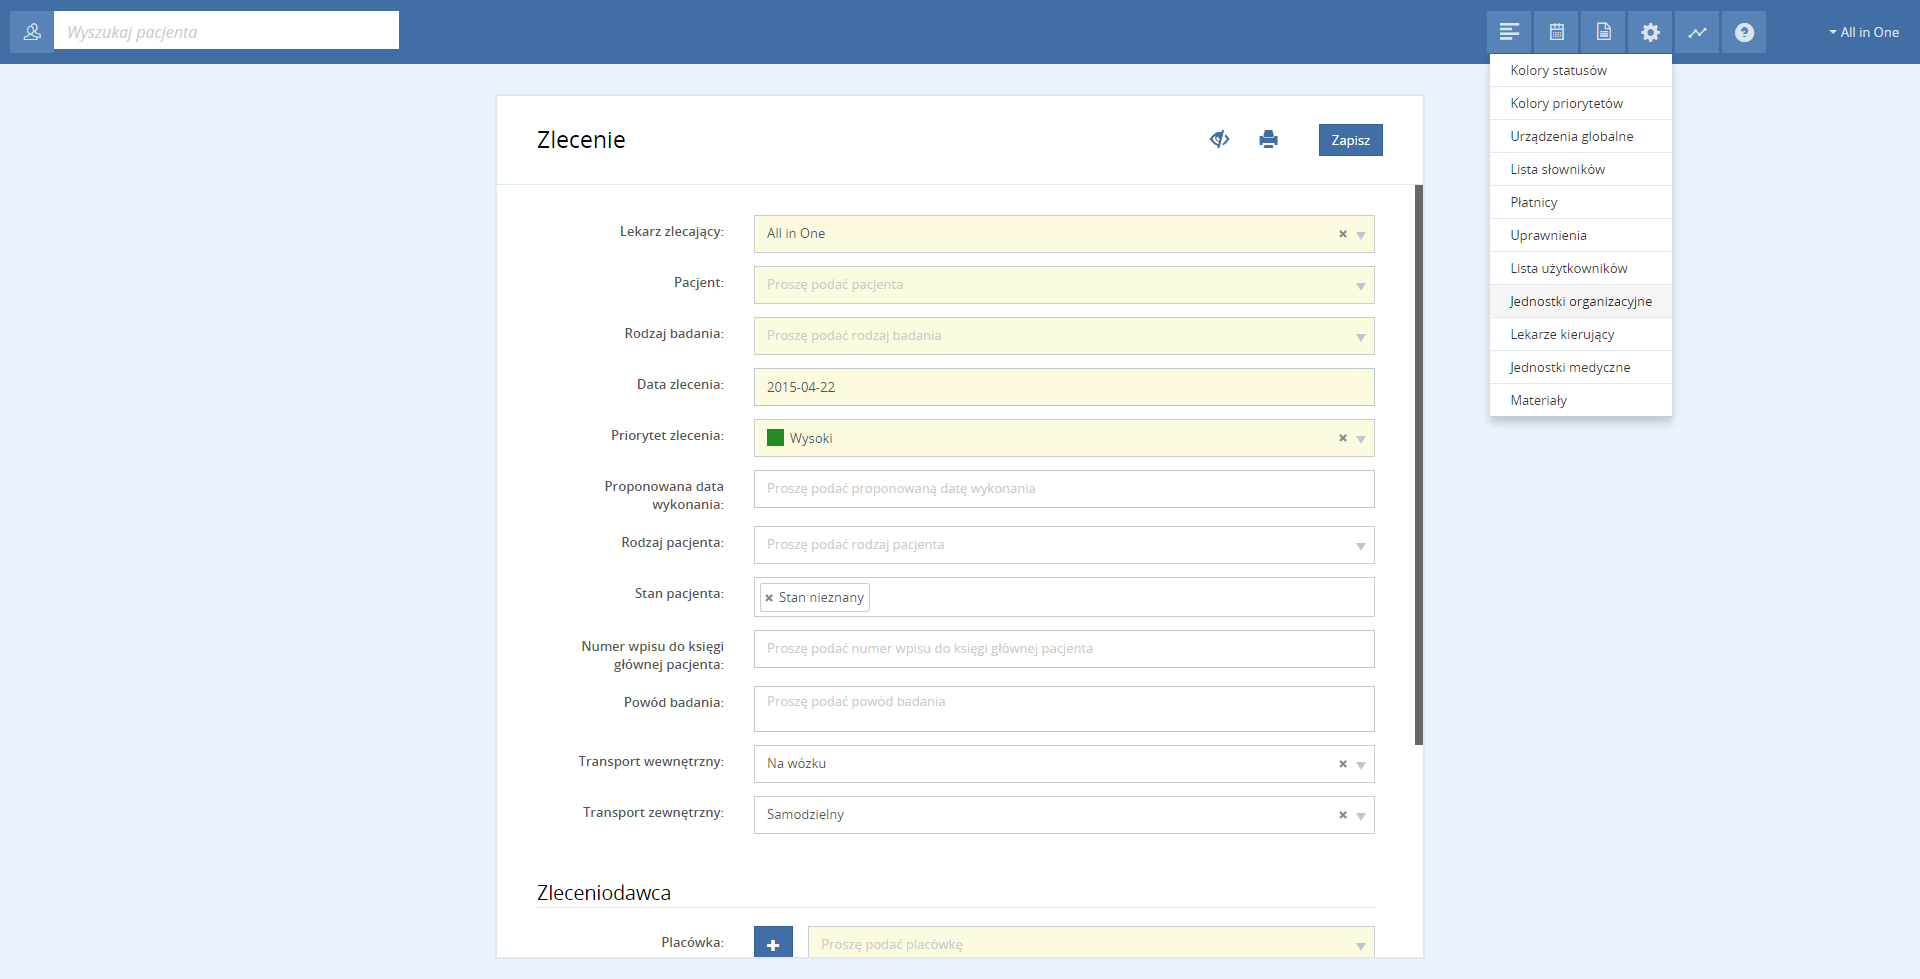 Wyszukaj pacjenta
All in One
Kolory statusów
Kolory priorytetów
Urządzenia globalne
Lista słowników
Płatnicy
Uprawnienia
Lista użytkowników
Jednostki organizacyjne
Lekarze kierujący
Jednostki medyczne
Materiały
Zlecenie
Zapisz
Lekarz zlecający:
All in One
Pacjent:
Proszę podać pacjenta
Rodzaj badania:
Proszę podać rodzaj badania
Data zlecenia:
2015-04-22
Priorytet zlecenia:
Wysoki
Proponowana data
wykonania:
Proszę podać proponowaną datę wykonania
Rodzaj pacjenta:
Proszę podać rodzaj pacjenta
Stan pacjenta:
Stan nieznany
Numer wpisu do księgi
głównej pacjenta:
Proszę podać numer wpisu do księgi głównej pacjenta
Powód badania:
Proszę podać powód badania
Transport wewnętrzny:
Na wózku
Transport zewnętrzny:
Samodzielny
Zleceniodawca
Placówka:
Proszę podać placówkę